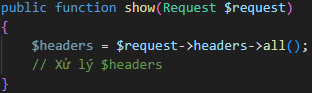 public function show(Request $request)
{
$headers = $request->headers->all();
// Xử lý $headers
}